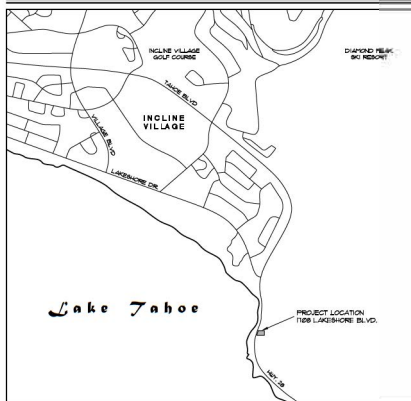 INCLINE VILLAGE
GOLF COURSE
DIAMOND PEAK
SKI RESORT
TAHOE BLVD
INCLINE
VILLAGE
VILLAGE BLVD
LAKESHORE DR.
Lake Tahoe
PROJECT LOCATION
1108 LAKESHORE BLVD.
HWY 28